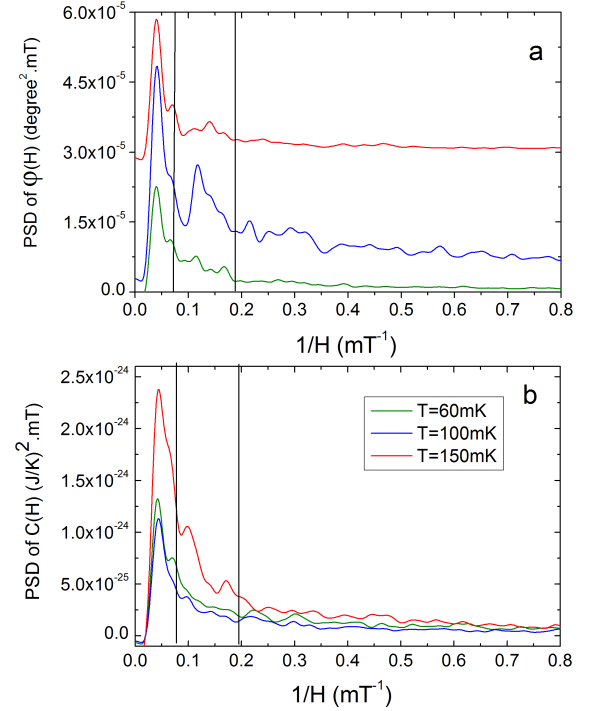 6.0x10⁻⁵
a
4.5x10⁻⁵
3.0x10⁻⁵
1.5x10⁻⁵
0.0
PSD of φ(H) (degree².mT)
0.0 0.1 0.2 0.3 0.4 0.5 0.6 0.7 0.8
1/H (mT⁻¹)
2.5x10⁻²⁴
b
2.0x10⁻²⁴
1.5x10⁻²⁴
1.0x10⁻²⁴
5.0x10⁻²⁵
0.0
PSD of C(H) (J/K)².mT)
T=60mK
T=100mK
T=150mK
0.0 0.1 0.2 0.3 0.4 0.5 0.6 0.7 0.8
1/H (mT⁻¹)